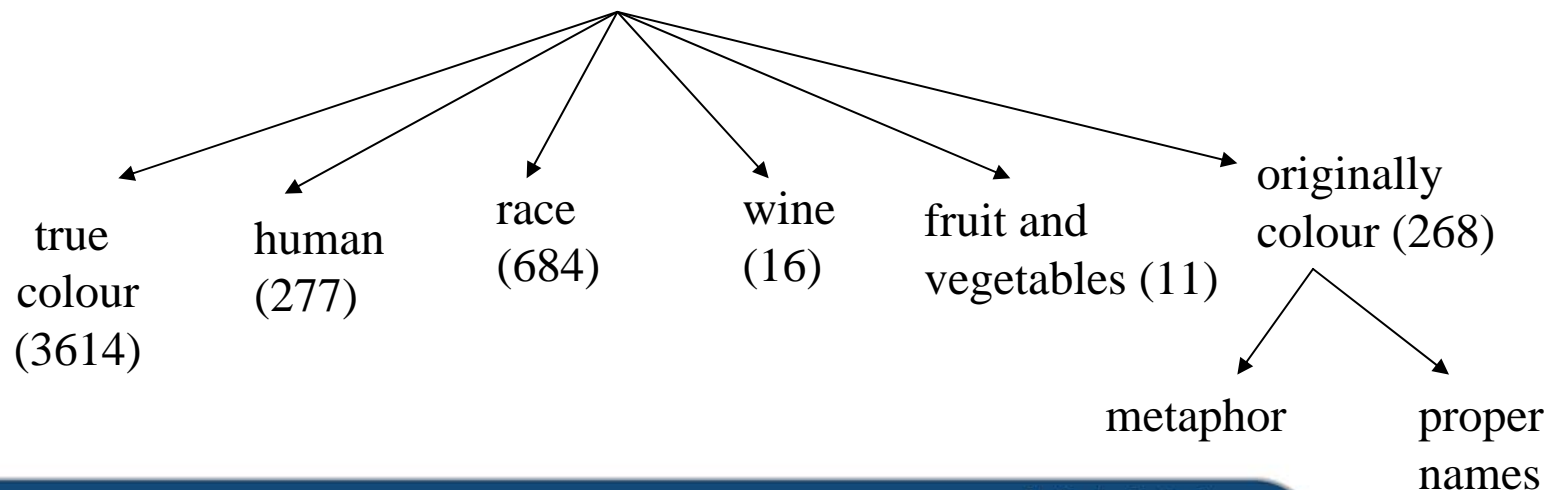 true
colour
(3614)
human
(277)
race
(684)
wine
(16)
fruit and
vegetables (11)
originally
colour (268)
metaphor
proper
names